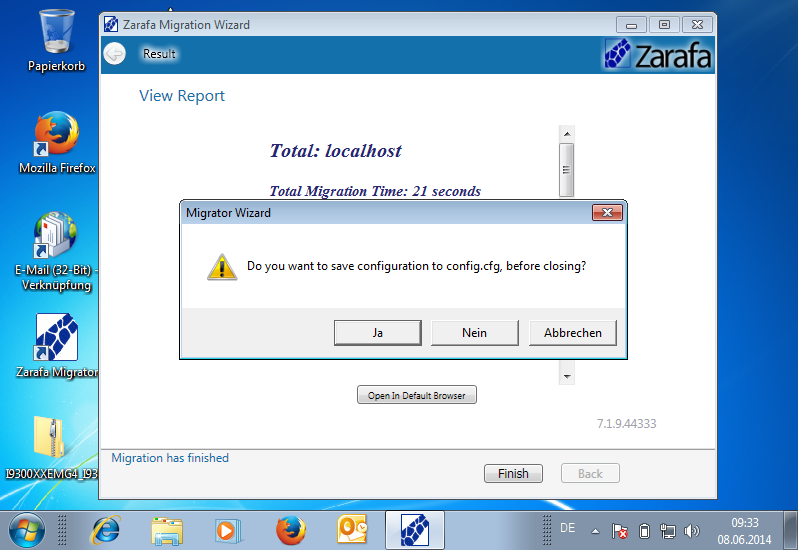 Papierkorb
Mozilla Firefox
E-Mail (32-Bit) -
Verknüpfung
Zarafa Migrator
I9300XXEMG4_I93
Zarafa Migration Wizard
Result
Zarafa
View Report
Total: localhost
Total Migration Time: 21 seconds
Migrator Wizard
Do you want to save configuration to config.cfg, before closing?
Ja
Nein
Abbrechen
Open In Default Browser
7.1.9.44333
Migration has finished
Finish
Back
DE
09:33
08.06.2014